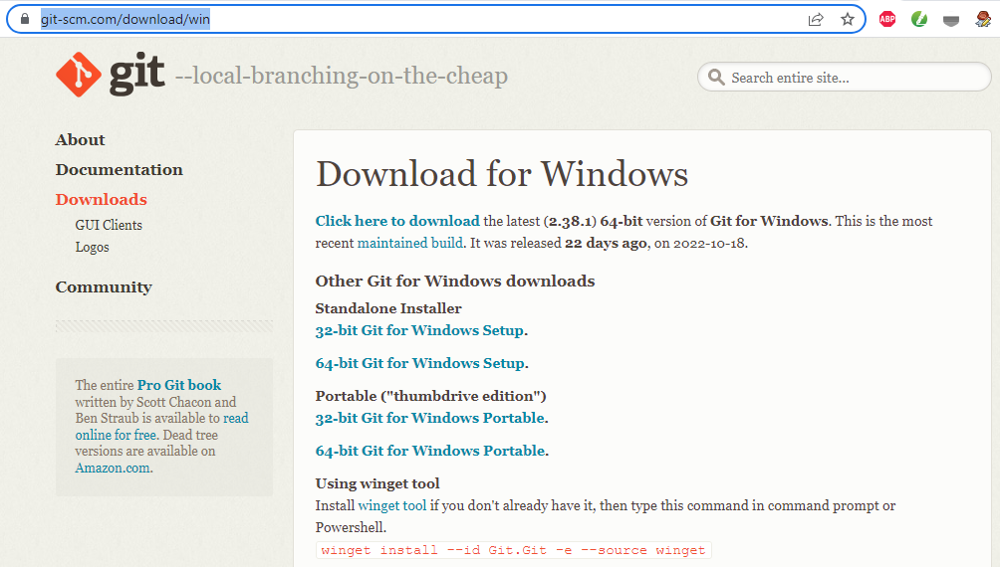 git-scm.com/download/win
ABP
git --local-branching-on-the-cheap
Search entire site...
About
Documentation
Downloads
GUI Clients
Logos
Community
The entire Pro Git book
written by Scott Chacon and
Ben Straub is available to read
online for free. Dead tree
versions are available on
Amazon.com.
Download for Windows
Click here to download the latest (2.38.1) 64-bit version of Git for Windows. This is the most
recent maintained build. It was released 22 days ago, on 2022-10-18.
Other Git for Windows downloads
Standalone Installer
32-bit Git for Windows Setup.
64-bit Git for Windows Setup.
Portable ("thumbdrive edition")
32-bit Git for Windows Portable.
64-bit Git for Windows Portable.
Using winget tool
Install winget tool if you don't already have it, then type this command in command prompt or
Powershell.
winget install --id Git.Git -e --source winget